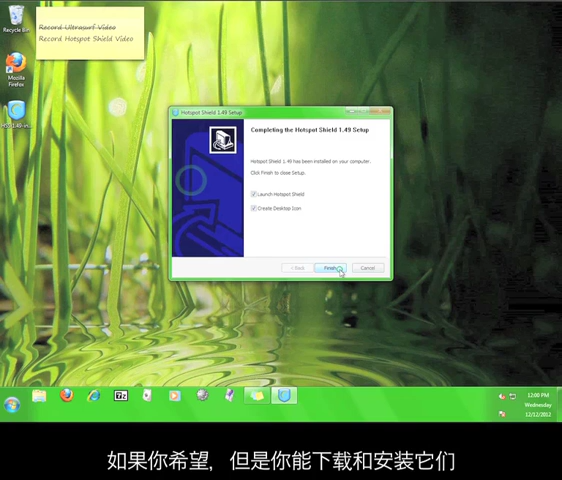 Recycle Bin
Record Ultrasurf Video
Record Hotspot Shield Video
Mozilla
Firefox
Hotspot Shield 1.49 Setup
Completing the Hotspot Shield 1.49 Setup
Hotspot Shield 1.49 has been installed on your computer.
Click Finish to close Setup.
Launch Hotspot Shield
Create Desktop Icon
< Back
Finish
Cancel
7z
12:00 PM
Wednesday
12/12/2012
如果你希望，但是你能下载和安装它们